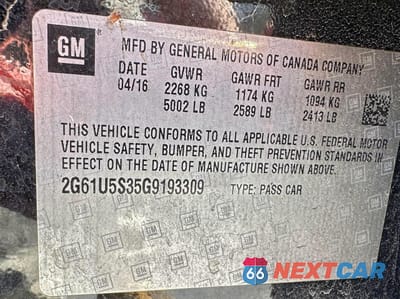 GM
MFD BY GENERAL MOTORS OF CANADA COMPANY
DATE GVWR GAWR FRT GAWR RR
04/16 2268 KG 1174 KG 1094 KG
5002 LB 2589 LB 2413 LB
THIS VEHICLE CONFORMS TO ALL APPLICABLE U.S. FEDERAL MOTOR
VEHICLE SAFETY, BUMPER, AND THEFT PREVENTION STANDARDS IN
EFFECT ON THE DATE OF MANUFACTURE SHOWN ABOVE.
2G61U5S35G9193309 TYPE: PASS CAR
66 NEXTCAR